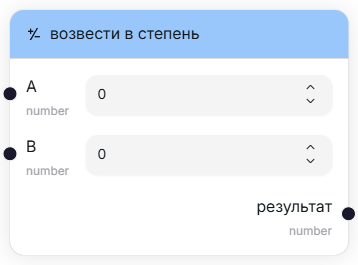 возвести в степень
A
number
0
B
number
0
результат
number